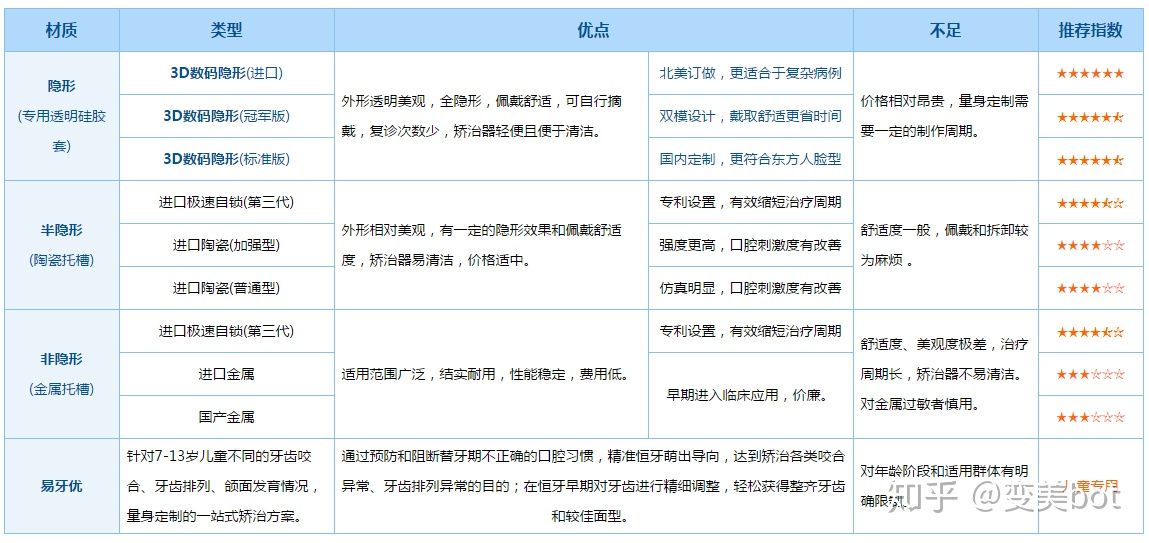 材质
类型
优点
不足
推荐指数
隐形
(专用透明硅胶
套)
3D数码隐形(进口)
外形透明美观，全隐形，佩戴舒适，可自行摘
戴，复诊次数少，矫治器轻便且便于清洁。
北美订做，更适合于复杂病例
价格相对昂贵，量身定制需
要一定的制作周期。
★★★★★★
3D数码隐形(冠军版)
双模设计，戴取舒适更省时间
3D数码隐形(标准版)
国内定制，更符合东方人脸型
半隐形
(陶瓷托槽)
进口极速自锁(第三代)
外形相对美观，有一定的隐形效果和佩戴舒适
度，矫治器易清洁，价格适中。
专利设置，有效缩短治疗周期
舒适度一般，佩戴和拆卸较
为麻烦 。
进口陶瓷(加强型)
强度更高，口腔刺激度有改善
★★★★☆☆
进口陶瓷(普通型)
仿真明显，口腔刺激度有改善
★★★★☆☆
非隐形
(金属托槽)
进口极速自锁(第三代)
适用范围广泛，结实耐用，性能稳定，费用低。
专利设置，有效缩短治疗周期
舒适度、美观度极差，治疗
周期长，矫治器不易清洁。
对金属过敏者慎用。
进口金属
早期进入临床应用，价廉。
★★★☆☆☆
国产金属
★★★☆☆☆
易牙优
针对7-13岁儿童不同的牙齿咬
合、牙齿排列、颌面发育情况，
量身定制的一站式矫治方案。
通过预防和阻断替牙期不正确的口腔习惯，精准恒牙萌出导向，达到矫治各类咬合
异常、牙齿排列异常的目的；在恒牙早期对牙齿进行精细调整，轻松获得整齐牙齿
和较佳面型。
对年龄阶段和适用群体有明
确限制。
儿童专用
知乎 @变美bot